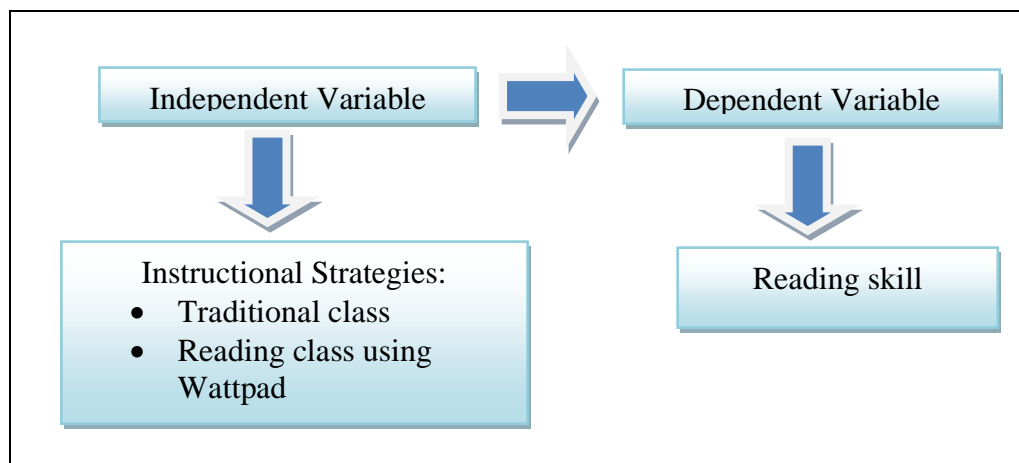 Independent Variable
Dependent Variable
Instructional Strategies:
• Traditional class
• Reading class using
Wattpad
Reading skill